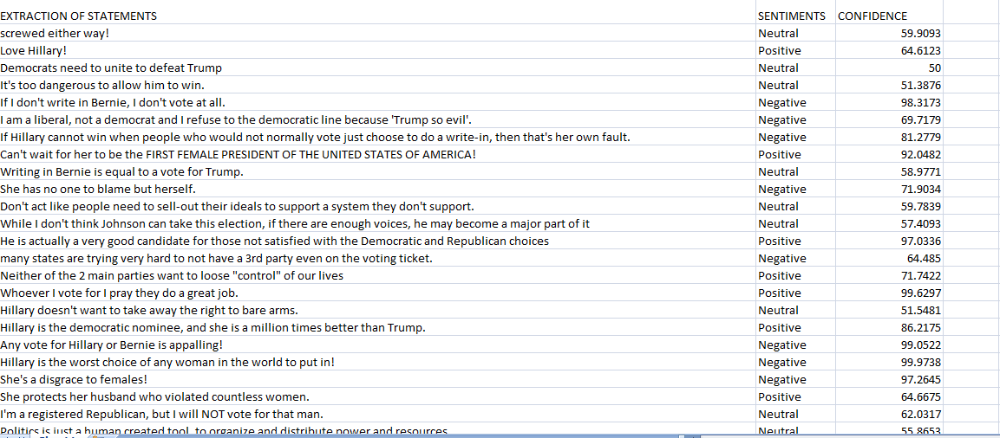 EXTRACTION OF STATEMENTS SENTIMENTS CONFIDENCE
screwed either way! Neutral 59.9093
Love Hillary! Positive 64.6123
Democrats need to unite to defeat Trump Neutral 50
It's too dangerous to allow him to win. Neutral 51.3876
If I don't write in Bernie, I don't vote at all. Negative 98.3173
I am a liberal, not a democrat and I refuse to the democratic line because 'Trump so evil'. Negative 69.7179
If Hillary cannot win when people who would not normally vote just choose to do a write-in, then that's her own fault. Negative 81.2779
Can't wait for her to be the FIRST FEMALE PRESIDENT OF THE UNITED STATES OF AMERICA! Positive 92.0482
Writing in Bernie is equal to a vote for Trump. Neutral 58.9771
She has no one to blame but herself. Negative 71.9034
Don't act like people need to sell-out their ideals to support a system they don't support. Neutral 59.7839
While I don't think Johnson can take this election, if there are enough voices, he may become a major part of it Neutral 57.4093
He is actually a very good candidate for those not satisfied with the Democratic and Republican choices Positive 97.0336
many states are trying very hard to not have a 3rd party even on the voting ticket. Negative 64.485
Neither of the 2 main parties want to loose "control" of our lives Positive 71.7422
Whoever I vote for I pray they do a great job. Positive 99.6297
Hillary doesn't want to take away the right to bare arms. Neutral 51.5481
Hillary is the democratic nominee, and she is a million times better than Trump. Positive 86.2175
Any vote for Hillary or Bernie is appalling! Negative 99.0522
Hillary is the worst choice of any woman in the world to put in! Negative 99.9738
She's a disgrace to females! Negative 97.2645
She protects her husband who violated countless women. Positive 64.6675
I'm a registered Republican, but I will NOT vote for that man. Neutral 62.0317
Politics is just a human created tool, to organize and distribute power and resources Neutral 55.8653